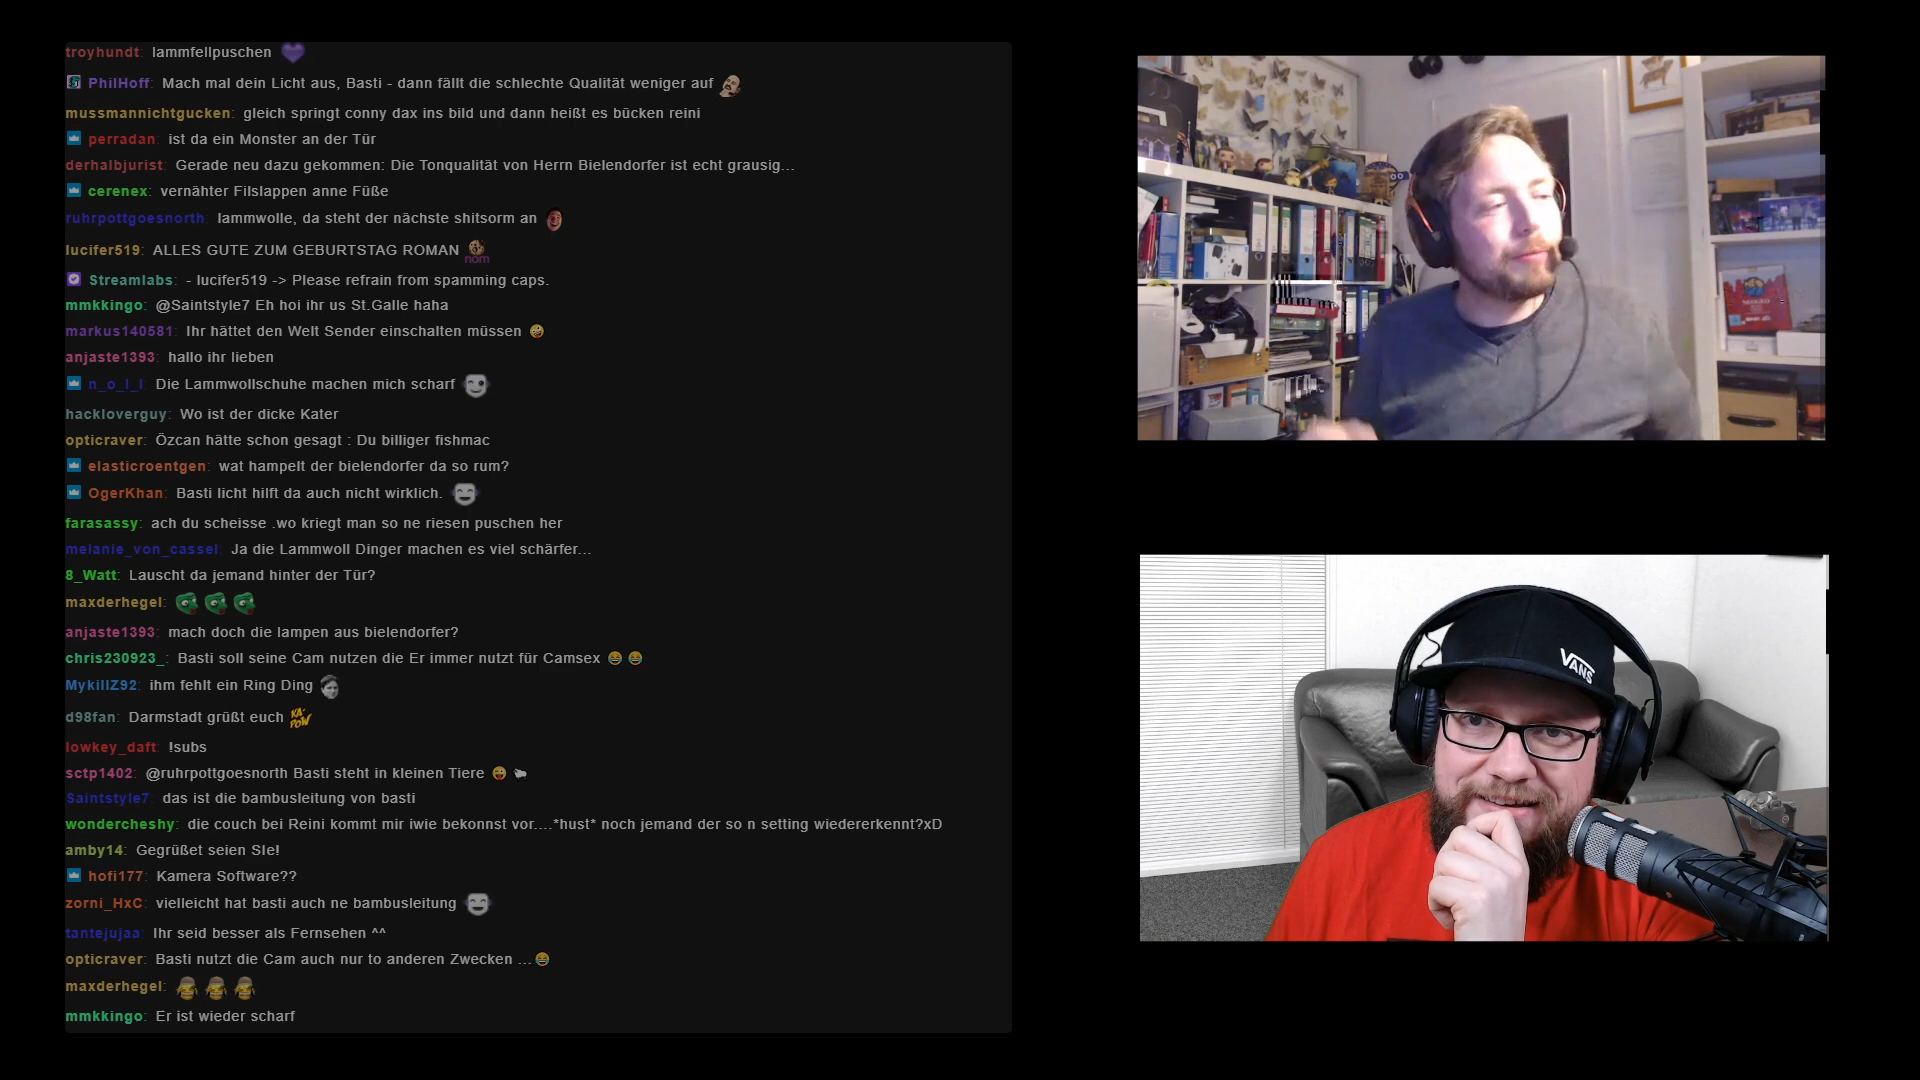 troyhundt: lammfellpuschen
PhilHoff: Mach mal dein Licht aus, Basti - dann fällt die schlechte Qualität weniger auf
mussmannichtgucken: gleich springt conny dax ins bild und dann heißt es bücken reini
perradan: ist da ein Monster an der Tür
derhalbjurist: Gerade neu dazu gekommen: Die Tonqualität von Herrn Bielendorfer ist echt grausig...
cerenex: vernähter Filslappen anne Füße
ruhrpottgoesnorth: lammwolle, da steht der nächste shitsorm an
lucifer519: ALLES GUTE ZUM GEBURTSTAG ROMAN
nom
Streamlabs: - lucifer519 -> Please refrain from spamming caps.
mmkkingo: @Saintstyle7 Eh hoi ihr us St.Galle haha
markus140581: Ihr hättet den Welt Sender einschalten müssen
anjaste1393: hallo ihr lieben
n_o_l_l: Die Lammwollschuhe machen mich scharf
hackloverguy: Wo ist der dicke Kater
opticraver: Özcan hätte schon gesagt : Du billiger fishmac
elasticroentgen: wat hampelt der bielendorfer da so rum?
OgerKhan: Basti licht hilft da auch nicht wirklich.
farasassy: ach du scheisse .wo kriegt man so ne riesen puschen her
melanie_von_cassel: Ja die Lammwoll Dinger machen es viel schärfer...
8_Watt: Lauscht da jemand hinter der Tür?
maxderhegel:
anjaste1393: mach doch die lampen aus bielendorfer?
chris230923_: Basti soll seine Cam nutzen die Er immer nutzt für Camsex 😂 😂
MykillZ92: ihm fehlt ein Ring Ding
d98fan: Darmstadt grüßt euch KA-POW
lowkey_daft: !subs
sctp1402: @ruhrpottgoesnorth Basti steht in kleinen Tiere 😜 🐑
Saintstyle7: das ist die bambusleitung von basti
wondercheshy: die couch bei Reini kommt mir iwie bekonnst vor....*hust* noch jemand der so n setting wiedererkennt?xD
amby14: Gegrüßet seien SIe!
hofi177: Kamera Software??
zorni_HxC: vielleicht hat basti auch ne bambusleitung
tantejujaa: Ihr seid besser als Fernsehen ^^
opticraver: Basti nutzt die Cam auch nur to anderen Zwecken ...😂
maxderhegel:
mmkkingo: Er ist wieder scharf
NEOGEO
VANS